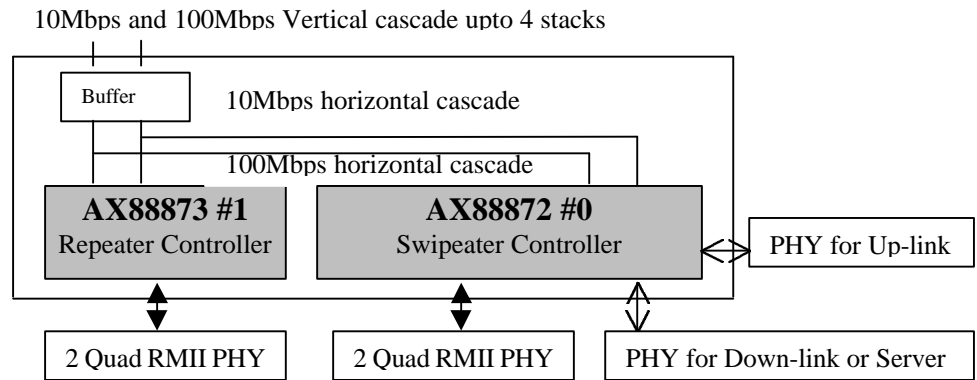 10Mbps and 100Mbps Vertical cascade upto 4 stacks
Buffer
10Mbps horizontal cascade
100Mbps horizontal cascade
AX88873 #1
Repeater Controller
AX88872 #0
Swipeater Controller
PHY for Up-link
2 Quad RMII PHY
2 Quad RMII PHY
PHY for Down-link or Server